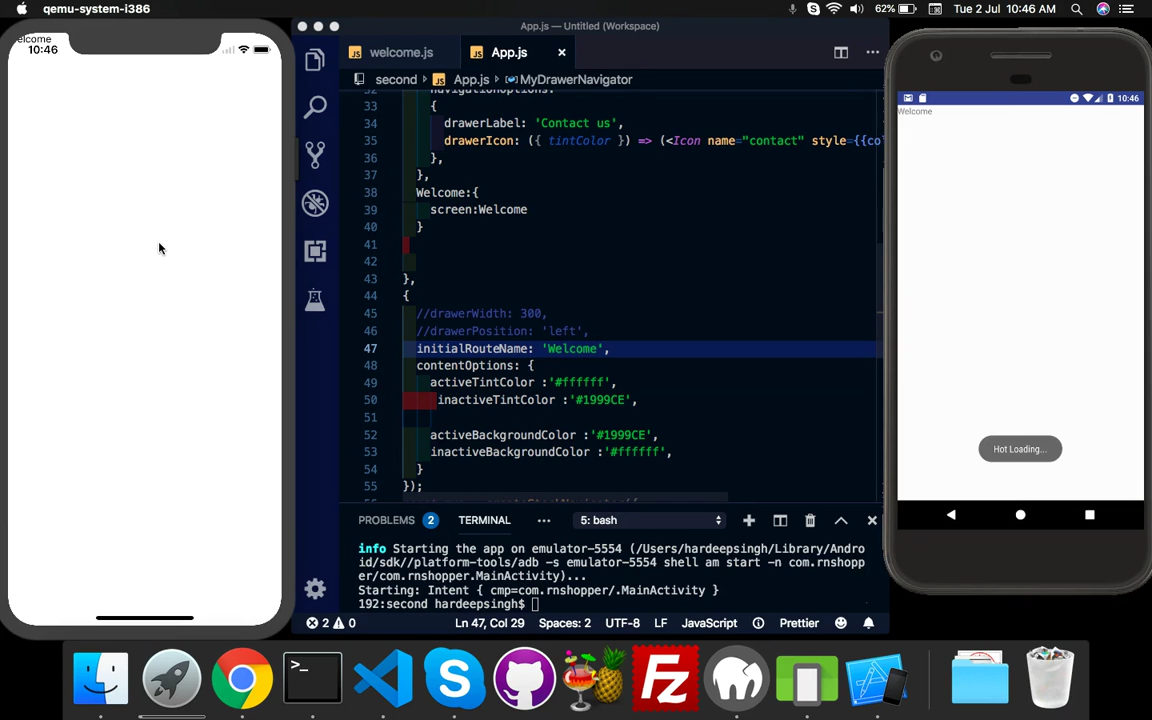 qemu-system-i386
62%
Tue 2 Jul 10:46 AM
elcome
10:46
App.js — Untitled (Workspace)
JS welcome.js
JS App.js
second › JS App.js › MyDrawerNavigator
33 {
34 drawerLabel: 'Contact us',
35 drawerIcon: ({ tintColor }) => (<Icon name="contact" style={{co
36 },
37 },
38 Welcome:{
39 screen:Welcome
40 }
41
42
43 },
44 {
45 //drawerWidth: 300,
46 //drawerPosition: 'left',
47 initialRouteName: 'Welcome',
48 contentOptions: {
49 activeTintColor :'#ffffff',
50 inactiveTintColor :'#1999CE',
51
52 activeBackgroundColor :'#1999CE',
53 inactiveBackgroundColor :'#ffffff',
54 }
55 });
PROBLEMS 2 TERMINAL ... 5: bash
info Starting the app on emulator-5554 (/Users/hardeepsingh/Library/Andro
id/sdk//platform-tools/adb -s emulator-5554 shell am start -n com.rnshopp
er/com.rnshopper.MainActivity)...
Starting: Intent { cmp=com.rnshopper/.MainActivity }
192:second hardeepsingh$
2 0 Ln 47, Col 29 Spaces: 2 UTF-8 LF JavaScript Prettier
10:46
Welcome
Hot Loading...